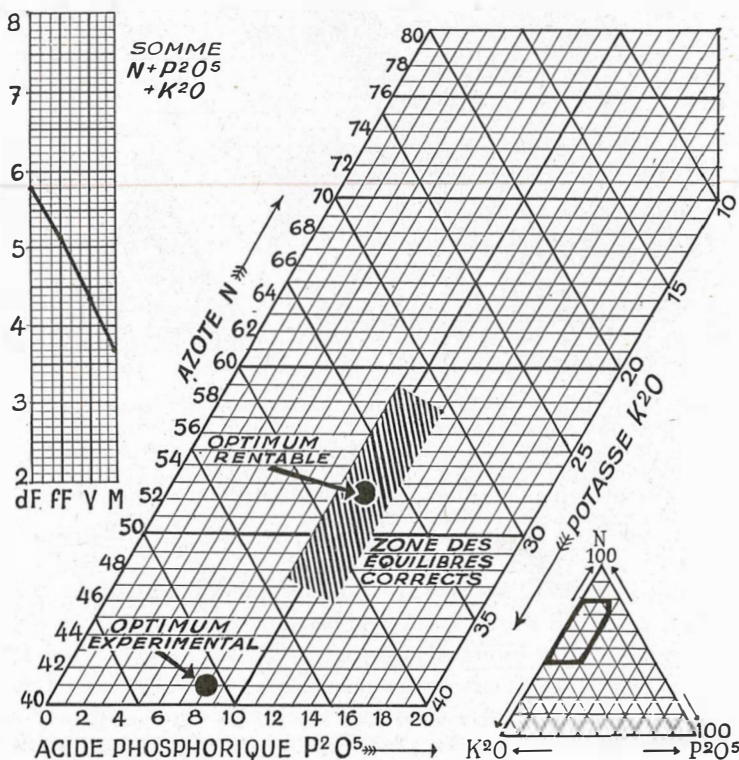 8
7
6
5
4
3
2
dF fF V M
SOMME
N+P²O⁵
+K²O
AZOTE N
80
78
76
74
72
70
68
66
64
62
60
58
56
54
52
50
48
46
44
42
40
0 2 4 6 8 10 12 14 16 18 20
ACIDE PHOSPHORIQUE P²O⁵
10
15
20
25
30
35
40
POTASSE K²O
OPTIMUM
RENTABLE
ZONE DES
ÉQUILIBRES
CORRECTS
OPTIMUM
EXPERIMENTAL
N
100
100
K²O
P²O⁵